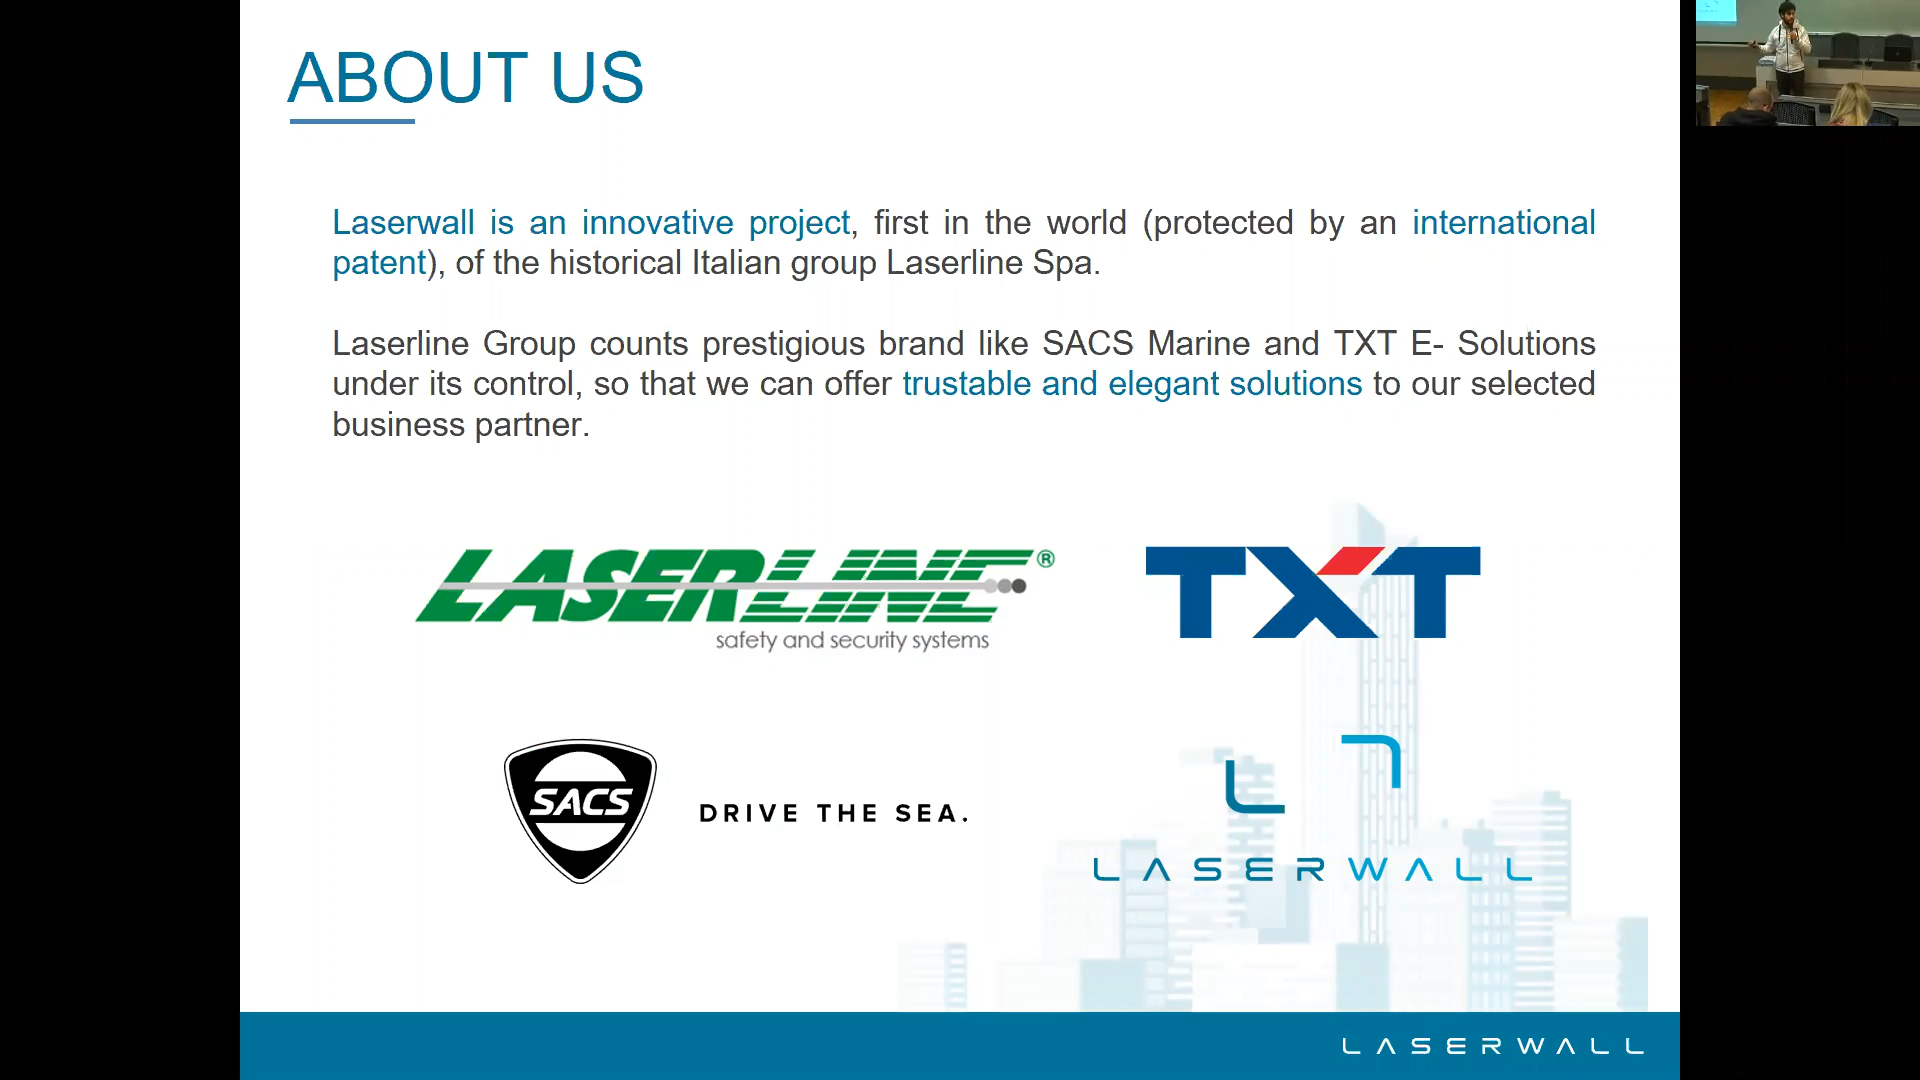 ABOUT US
Laserwall is an innovative project, first in the world (protected by an international
patent), of the historical Italian group Laserline Spa.
Laserline Group counts prestigious brand like SACS Marine and TXT E- Solutions
under its control, so that we can offer trustable and elegant solutions to our selected
business partner.
LASERLINE®
safety and security systems
TXT
SACS
DRIVE THE SEA.
LASERWALL
LASERWALL